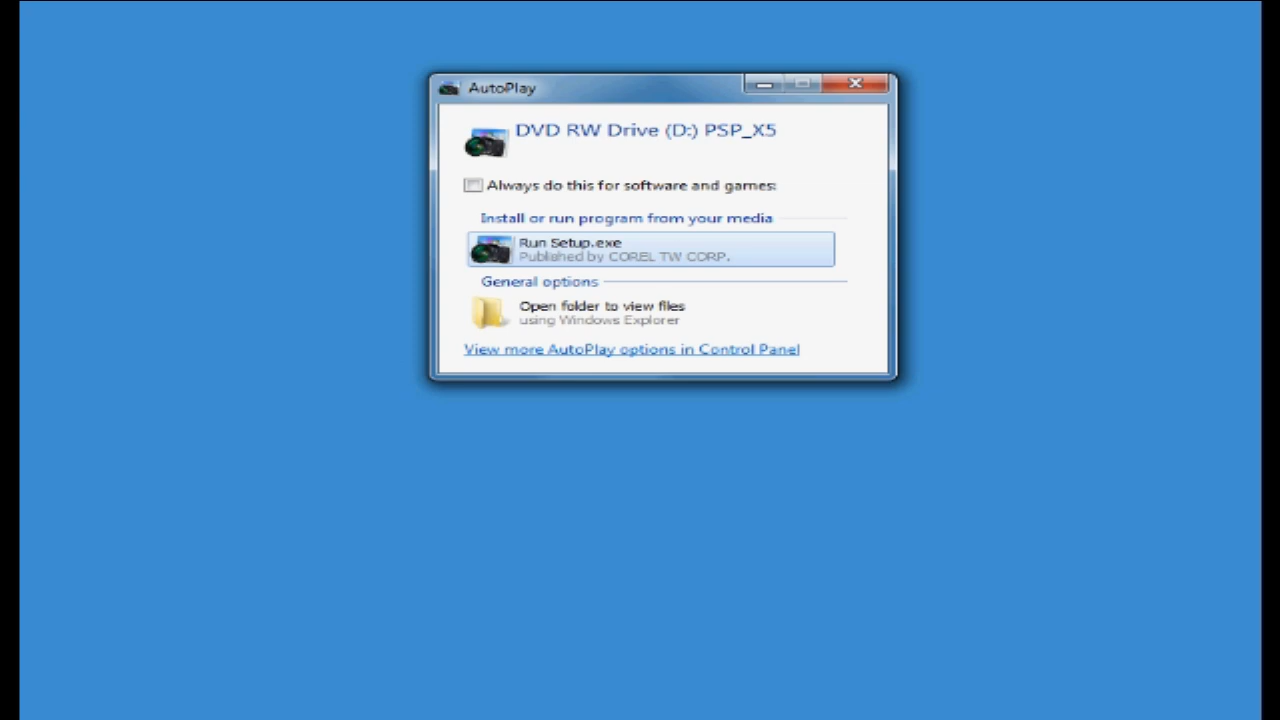 AutoPlay
DVD RW Drive (D:) PSP_X5
Always do this for software and games:
Install or run program from your media
Run Setup.exe
Published by COREL TW CORP.
General options
Open folder to view files
using Windows Explorer
View more AutoPlay options in Control Panel